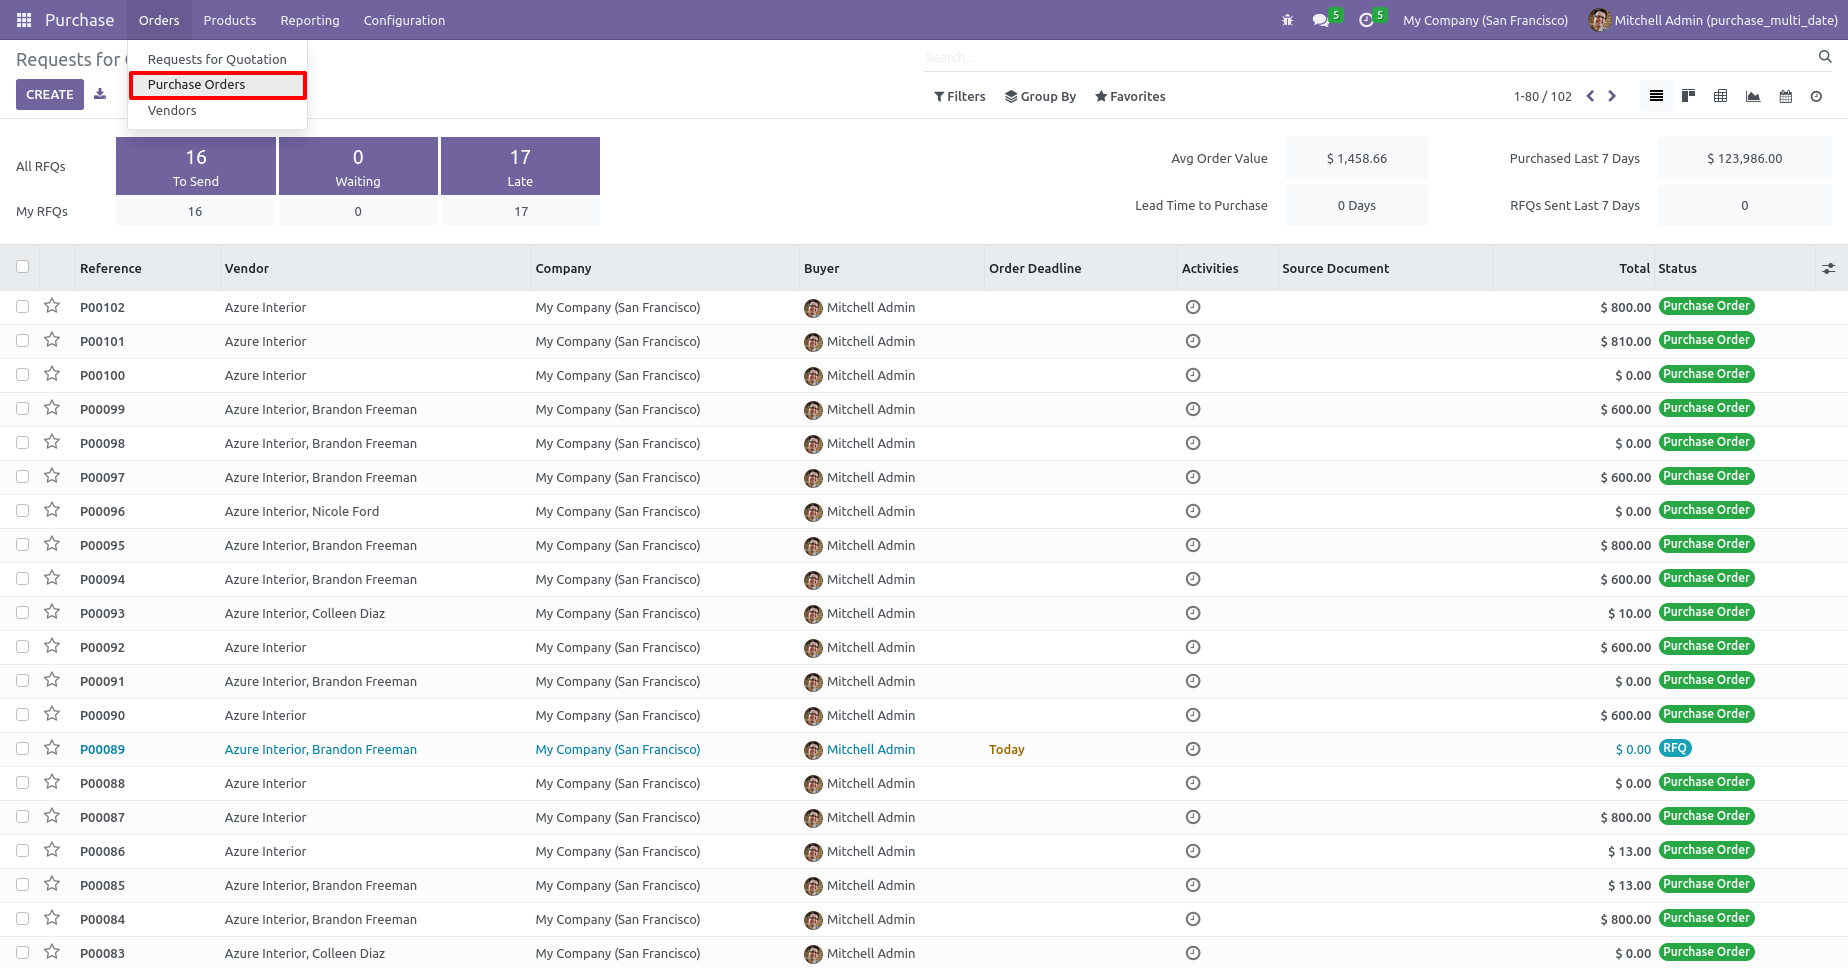 Purchase Orders Products Reporting Configuration 5 5 My Company (San Francisco) Mitchell Admin (purchase_multi_date)
Requests for
Search...
Requests for Quotation
Purchase Orders
Vendors
CREATE
Filters Group By Favorites 1-80 / 102
All RFQs 16 To Send 0 Waiting 17 Late
My RFQs 16 0 17
Avg Order Value $ 1,458.66 Purchased Last 7 Days $ 123,986.00
Lead Time to Purchase 0 Days RFQs Sent Last 7 Days 0
Reference Vendor Company Buyer Order Deadline Activities Source Document Total Status
P00102 Azure Interior My Company (San Francisco) Mitchell Admin $ 800.00 Purchase Order
P00101 Azure Interior My Company (San Francisco) Mitchell Admin $ 810.00 Purchase Order
P00100 Azure Interior My Company (San Francisco) Mitchell Admin $ 0.00 Purchase Order
P00099 Azure Interior, Brandon Freeman My Company (San Francisco) Mitchell Admin $ 600.00 Purchase Order
P00098 Azure Interior, Brandon Freeman My Company (San Francisco) Mitchell Admin $ 0.00 Purchase Order
P00097 Azure Interior, Brandon Freeman My Company (San Francisco) Mitchell Admin $ 600.00 Purchase Order
P00096 Azure Interior, Nicole Ford My Company (San Francisco) Mitchell Admin $ 0.00 Purchase Order
P00095 Azure Interior, Brandon Freeman My Company (San Francisco) Mitchell Admin $ 800.00 Purchase Order
P00094 Azure Interior, Brandon Freeman My Company (San Francisco) Mitchell Admin $ 600.00 Purchase Order
P00093 Azure Interior, Colleen Diaz My Company (San Francisco) Mitchell Admin $ 10.00 Purchase Order
P00092 Azure Interior My Company (San Francisco) Mitchell Admin $ 600.00 Purchase Order
P00091 Azure Interior, Brandon Freeman My Company (San Francisco) Mitchell Admin $ 0.00 Purchase Order
P00090 Azure Interior My Company (San Francisco) Mitchell Admin $ 600.00 Purchase Order
P00089 Azure Interior, Brandon Freeman My Company (San Francisco) Mitchell Admin Today $ 0.00 RFQ
P00088 Azure Interior My Company (San Francisco) Mitchell Admin $ 0.00 Purchase Order
P00087 Azure Interior My Company (San Francisco) Mitchell Admin $ 800.00 Purchase Order
P00086 Azure Interior My Company (San Francisco) Mitchell Admin $ 13.00 Purchase Order
P00085 Azure Interior, Brandon Freeman My Company (San Francisco) Mitchell Admin $ 13.00 Purchase Order
P00084 Azure Interior, Brandon Freeman My Company (San Francisco) Mitchell Admin $ 800.00 Purchase Order
P00083 Azure Interior, Colleen Diaz My Company (San Francisco) Mitchell Admin $ 0.00 Purchase Order